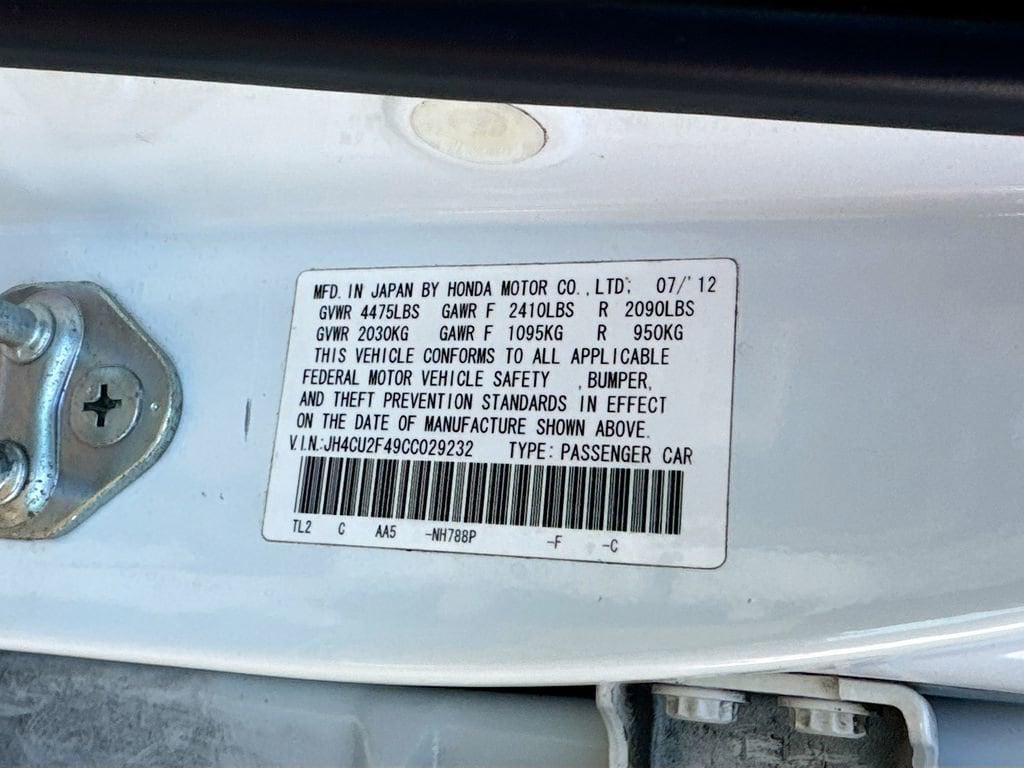 MFD. IN JAPAN BY HONDA MOTOR CO., LTD. 07/'12
GVWR 4475LBS GAWR F 2410LBS R 2090LBS
GVWR 2030KG GAWR F 1095KG R 950KG
THIS VEHICLE CONFORMS TO ALL APPLICABLE
FEDERAL MOTOR VEHICLE SAFETY , BUMPER,
AND THEFT PREVENTION STANDARDS IN EFFECT
ON THE DATE OF MANUFACTURE SHOWN ABOVE.
V.I.N.:JH4CU2F49CC029232 TYPE: PASSENGER CAR
TL2 C AA5 -NH788P -F -C